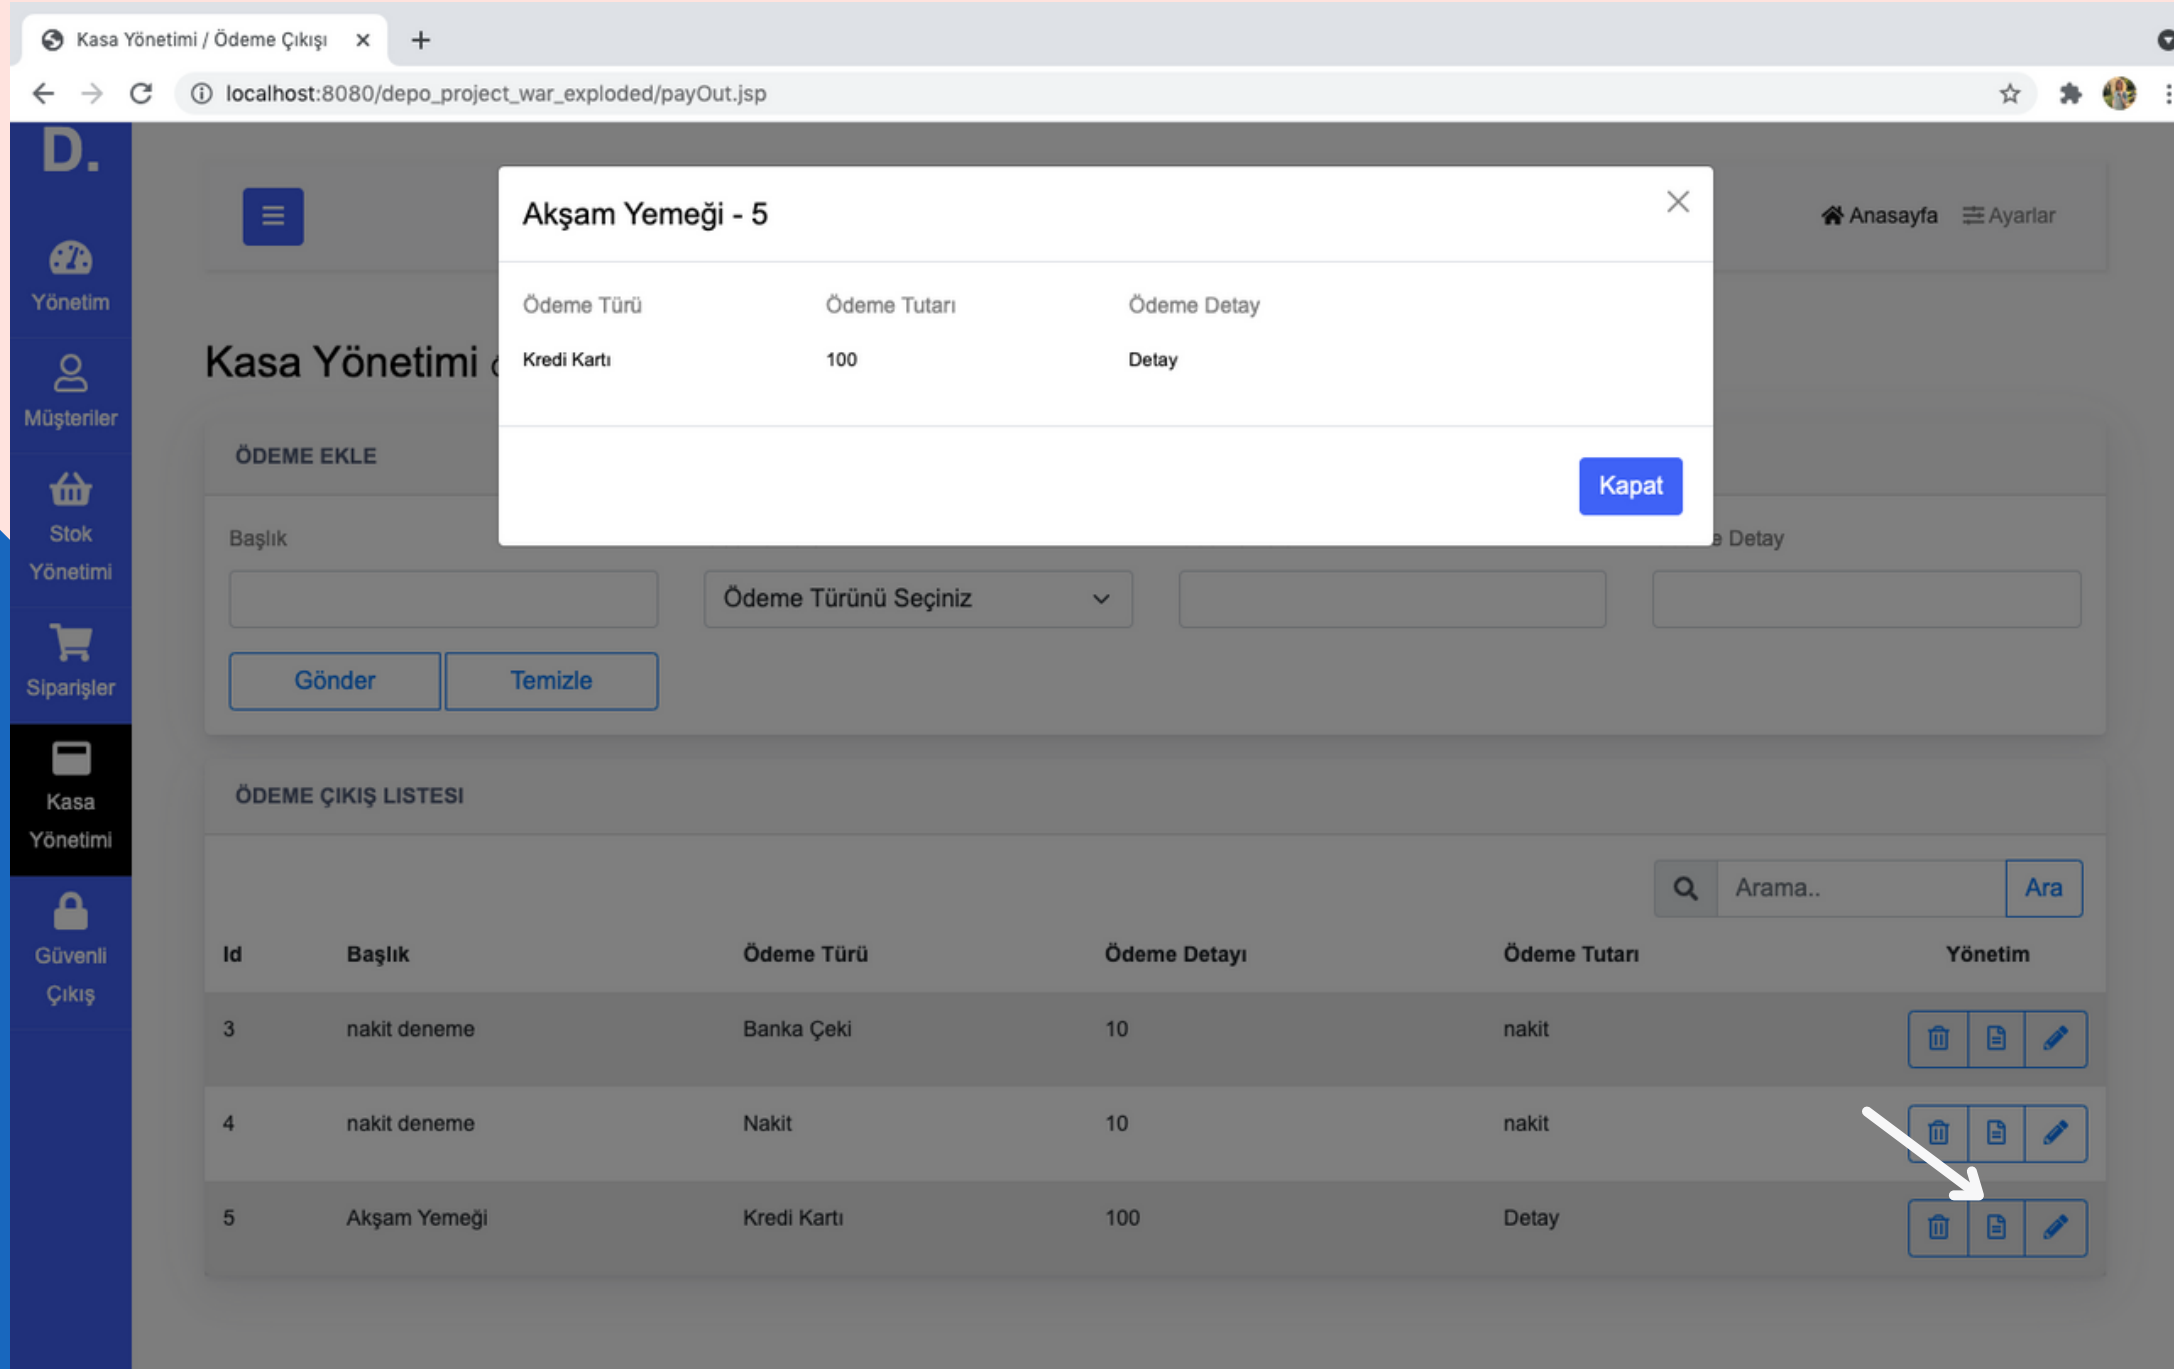 Kasa Yönetimi / Ödeme Çıkışı
localhost:8080/depo_project_war_exploded/payOut.jsp
D.
Yönetim
Müşteriler
Stok
Yönetimi
Siparişler
Kasa
Yönetimi
Güvenli
Çıkış
Anasayfa Ayarlar
Akşam Yemeği - 5
Ödeme Türü Ödeme Tutarı Ödeme Detay
Kredi Kartı 100 Detay
Kapat
Kasa Yönetimi
ÖDEME EKLE
Başlık Detay
Ödeme Türünü Seçiniz
Gönder Temizle
ÖDEME ÇIKIŞ LISTESI
Arama.. Ara
Id Başlık Ödeme Türü Ödeme Detayı Ödeme Tutarı Yönetim
3 nakit deneme Banka Çeki 10 nakit
4 nakit deneme Nakit 10 nakit
5 Akşam Yemeği Kredi Kartı 100 Detay